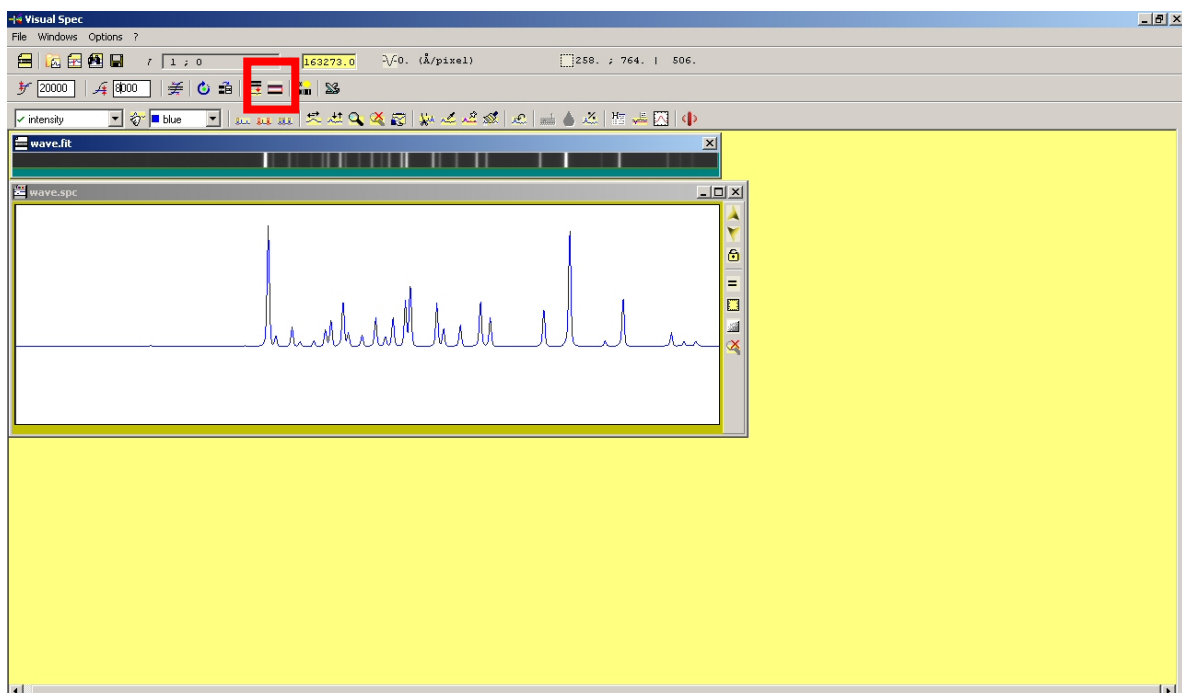 Visual Spec
File Windows Options ?
1 ; 0 163273.0 0. (Å/pixel) 258. ; 764. | 506.
20000 8000
intensity blue
wave.fit
wave.spc